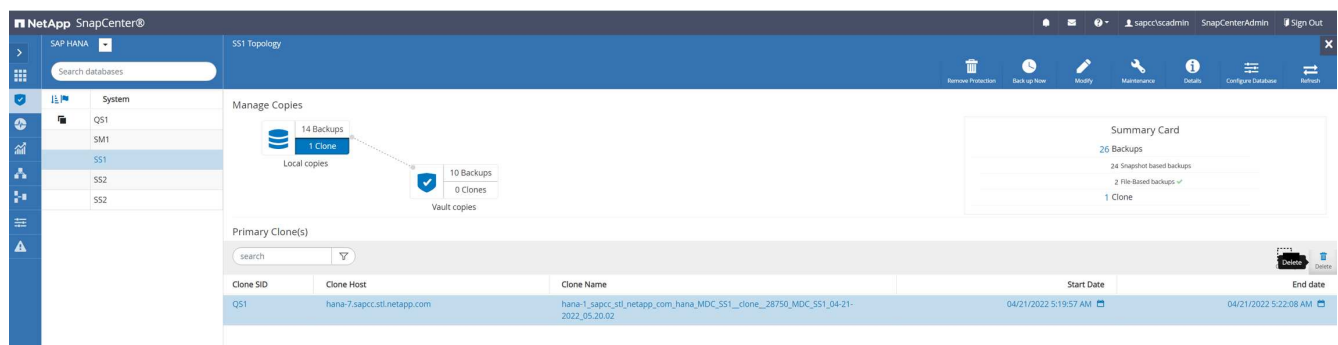 NetApp SnapCenter®
sapcc\scadmin SnapCenterAdmin Sign Out
SAP HANA
SS1 Topology
Search databases
Remove Protection Back up Now Modify Maintenance Details Configure Database Refresh
System
QS1
SM1
SS1
SS2
SS2
Manage Copies
14 Backups
1 Clone
Local copies
10 Backups
0 Clones
Vault copies
Summary Card
26 Backups
24 Snapshot based backups
2 File-Based backups ✓
1 Clone
Primary Clone(s)
search
Delete
Delete
Clone SID Clone Host Clone Name Start Date End date
QS1 hana-7.sapcc.stl.netapp.com hana-1_sapcc_stl_netapp_com_hana_MDC_SS1__clone__28750_MDC_SS1_04-21- 04/21/2022 5:19:57 AM 04/21/2022 5:22:08 AM
2022_05.20.02